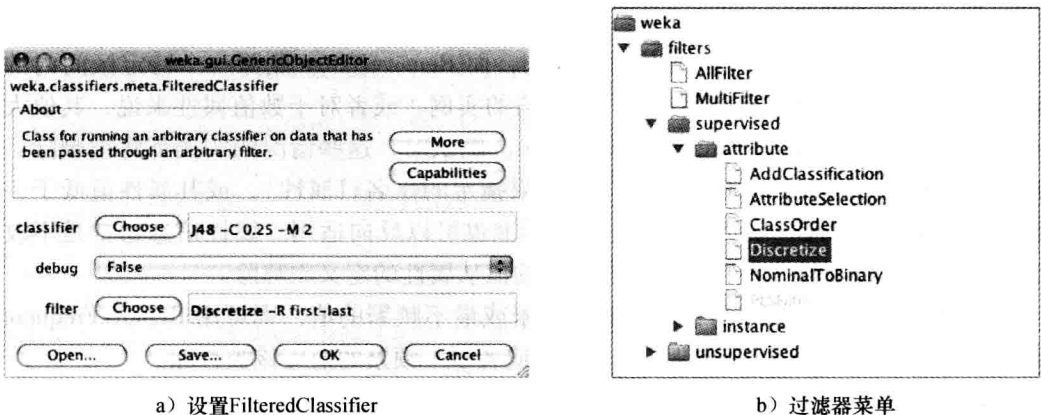 weka.gui.GenericObjectEditor
weka.classifiers.meta.FilteredClassifier
About
Class for running an arbitrary classifier on data that has
been passed through an arbitrary filter.
More
Capabilities
classifier Choose J48 -C 0.25 -M 2
debug False
filter Choose Discretize -R first-last
Open... Save... OK Cancel
a）设置FilteredClassifier
weka
filters
AllFilter
MultiFilter
supervised
attribute
AddClassification
AttributeSelection
ClassOrder
Discretize
NominalToBinary
instance
unsupervised
b）过滤器菜单